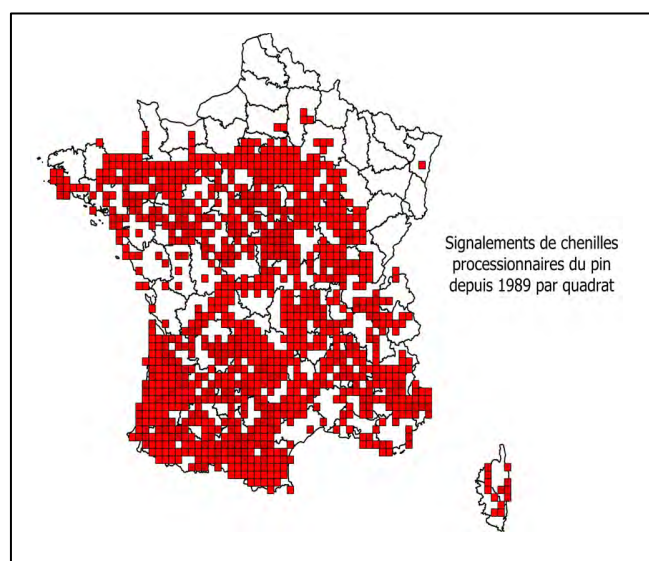 Signalements de chenilles
processionnaires du pin
depuis 1989 par quadrat